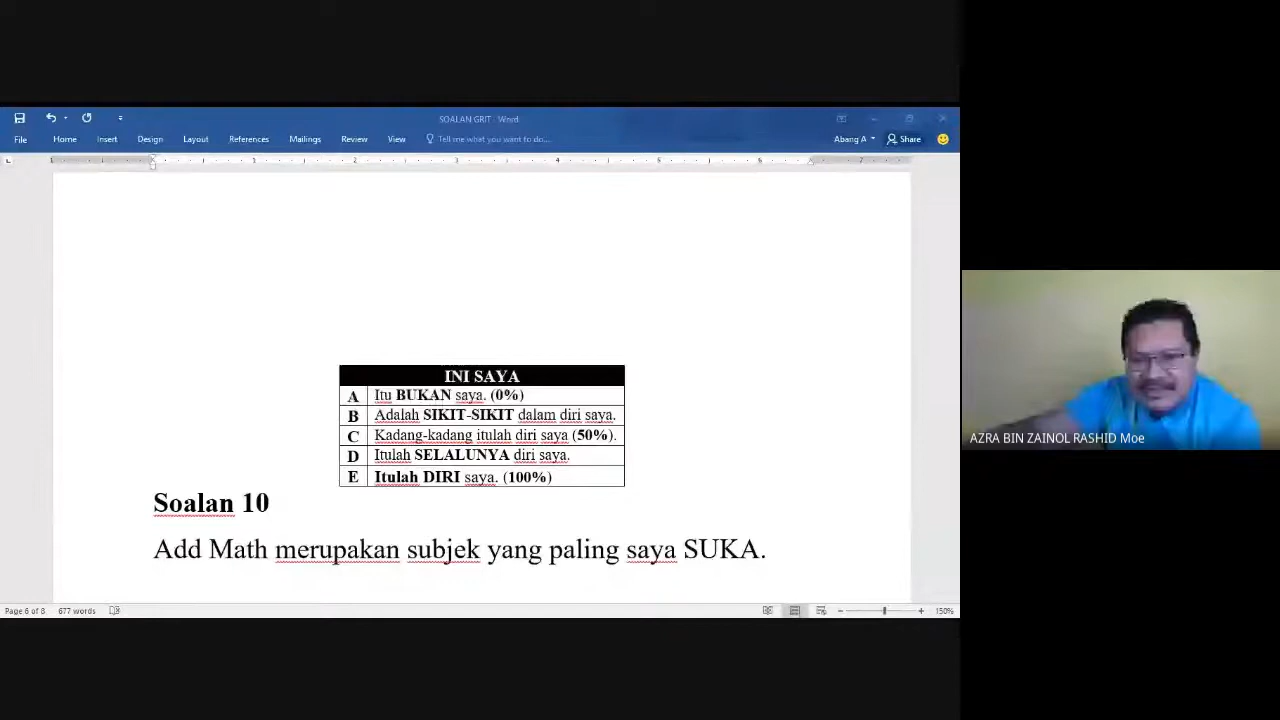 SOALAN GRIT - Word
File Home Insert Design Layout References Mailings Review View Tell me what you want to do... Abang A Share
INI SAYA
A Itu BUKAN saya. (0%)
B Adalah SIKIT-SIKIT dalam diri saya.
C Kadang-kadang itulah diri saya (50%).
D Itulah SELALUNYA diri saya.
E Itulah DIRI saya. (100%)
Soalan 10
Add Math merupakan subjek yang paling saya SUKA.
Page 6 of 8 677 words 150%
AZRA BIN ZAINOL RASHID Moe